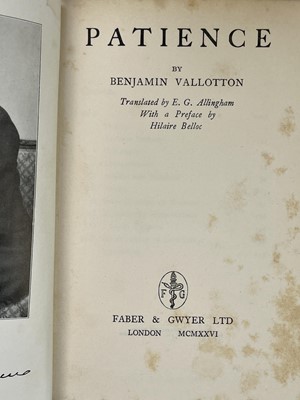 PATIENCE
BY
BENJAMIN VALLOTTON
Translated by E. G. Allingham
With a Preface by
Hilaire Belloc
F G
FABER & GWYER LTD
LONDON MCMXXVI